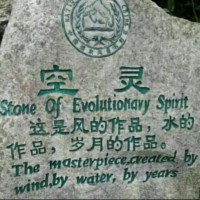 空灵
Stone Of Evolutionary Spirit
这是风的作品，水的
作品，岁月的作品。
The masterpiece,created by
wind,by water, by years